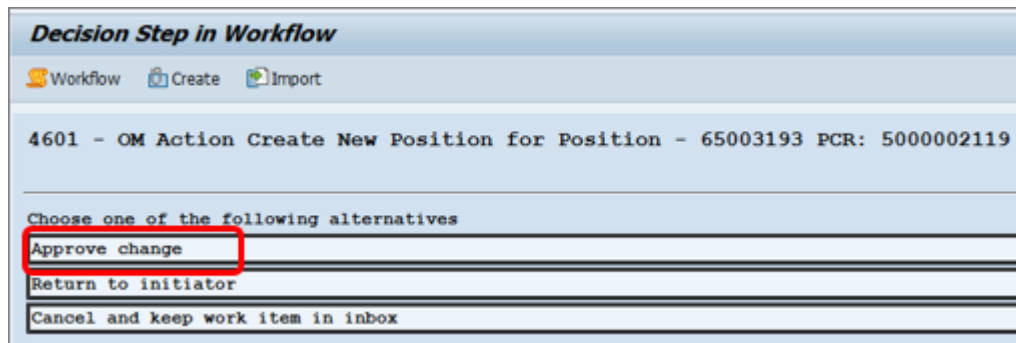 Decision Step in Workflow
Workflow Create Import
4601 - OM Action Create New Position for Position - 65003193 PCR: 5000002119
Choose one of the following alternatives
Approve change
Return to initiator
Cancel and keep work item in inbox